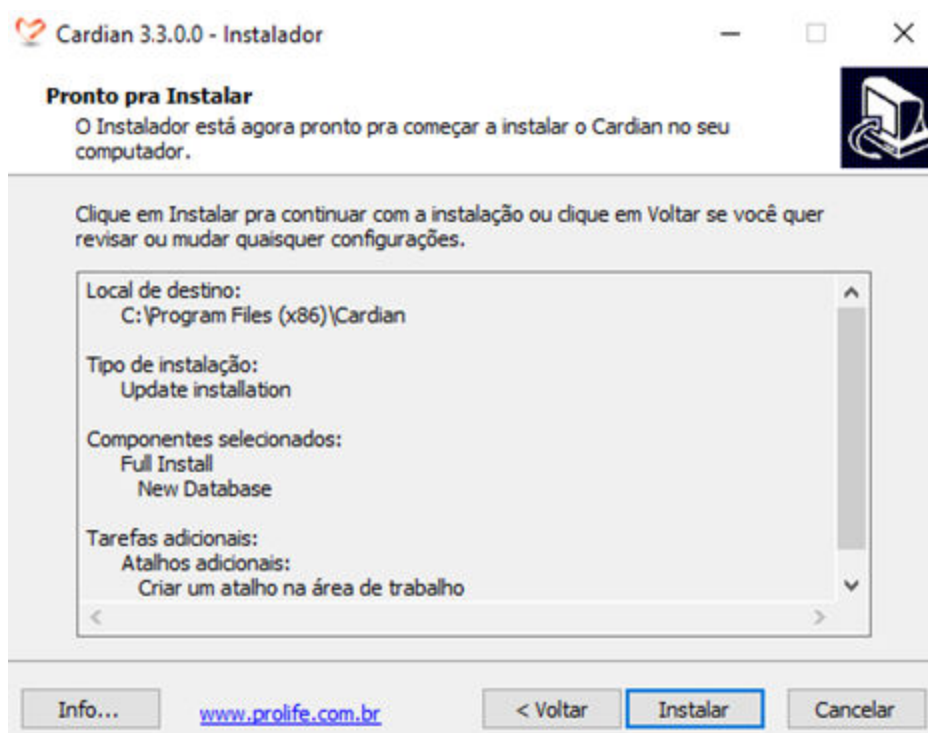 Cardian 3.3.0.0 - Instalador
Pronto pra Instalar
O Instalador está agora pronto pra começar a instalar o Cardian no seu
computador.
Clique em Instalar pra continuar com a instalação ou clique em Voltar se você quer
revisar ou mudar quaisquer configurações.
Local de destino:
C:\Program Files (x86)\Cardian
Tipo de instalação:
Update installation
Componentes selecionados:
Full Install
New Database
Tarefas adicionais:
Atalhos adicionais:
Criar um atalho na área de trabalho
Info... www.prolife.com.br < Voltar Instalar Cancelar